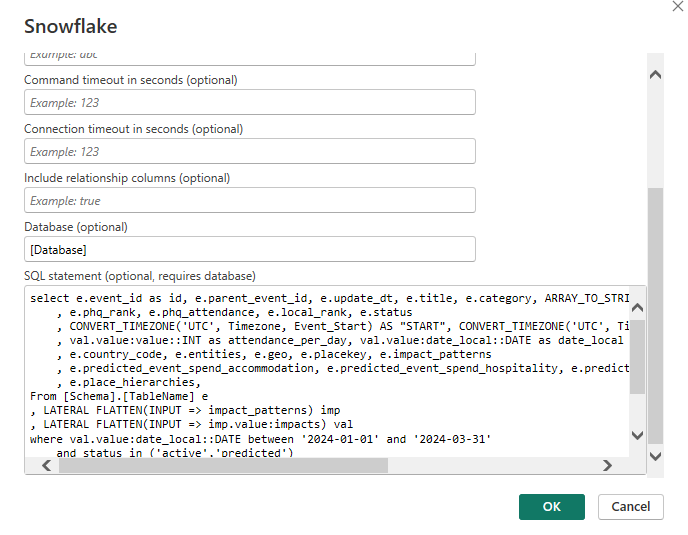 Snowflake
Example: abc
Command timeout in seconds (optional)
Example: 123
Connection timeout in seconds (optional)
Example: 123
Include relationship columns (optional)
Example: true
Database (optional)
[Database]
SQL statement (optional, requires database)
select e.event_id as id, e.parent_event_id, e.update_dt, e.title, e.category, ARRAY_TO_STRI
, e.phq_rank, e.phq_attendance, e.local_rank, e.status
, CONVERT_TIMEZONE('UTC', Timezone, Event_Start) AS "START", CONVERT_TIMEZONE('UTC', Ti
, val.value:value::INT as attendance_per_day, val.value:date_local::DATE as date_local
, e.country_code, e.entities, e.geo, e.placekey, e.impact_patterns
, e.predicted_event_spend_accommodation, e.predicted_event_spend_hospitality, e.predict
, e.place_hierarchies,
From [Schema].[TableName] e
, LATERAL FLATTEN(INPUT => impact_patterns) imp
, LATERAL FLATTEN(INPUT => imp.value:impacts) val
where val.value:date_local::DATE between '2024-01-01' and '2024-03-31'
and status in ('active','predicted')
OK
Cancel